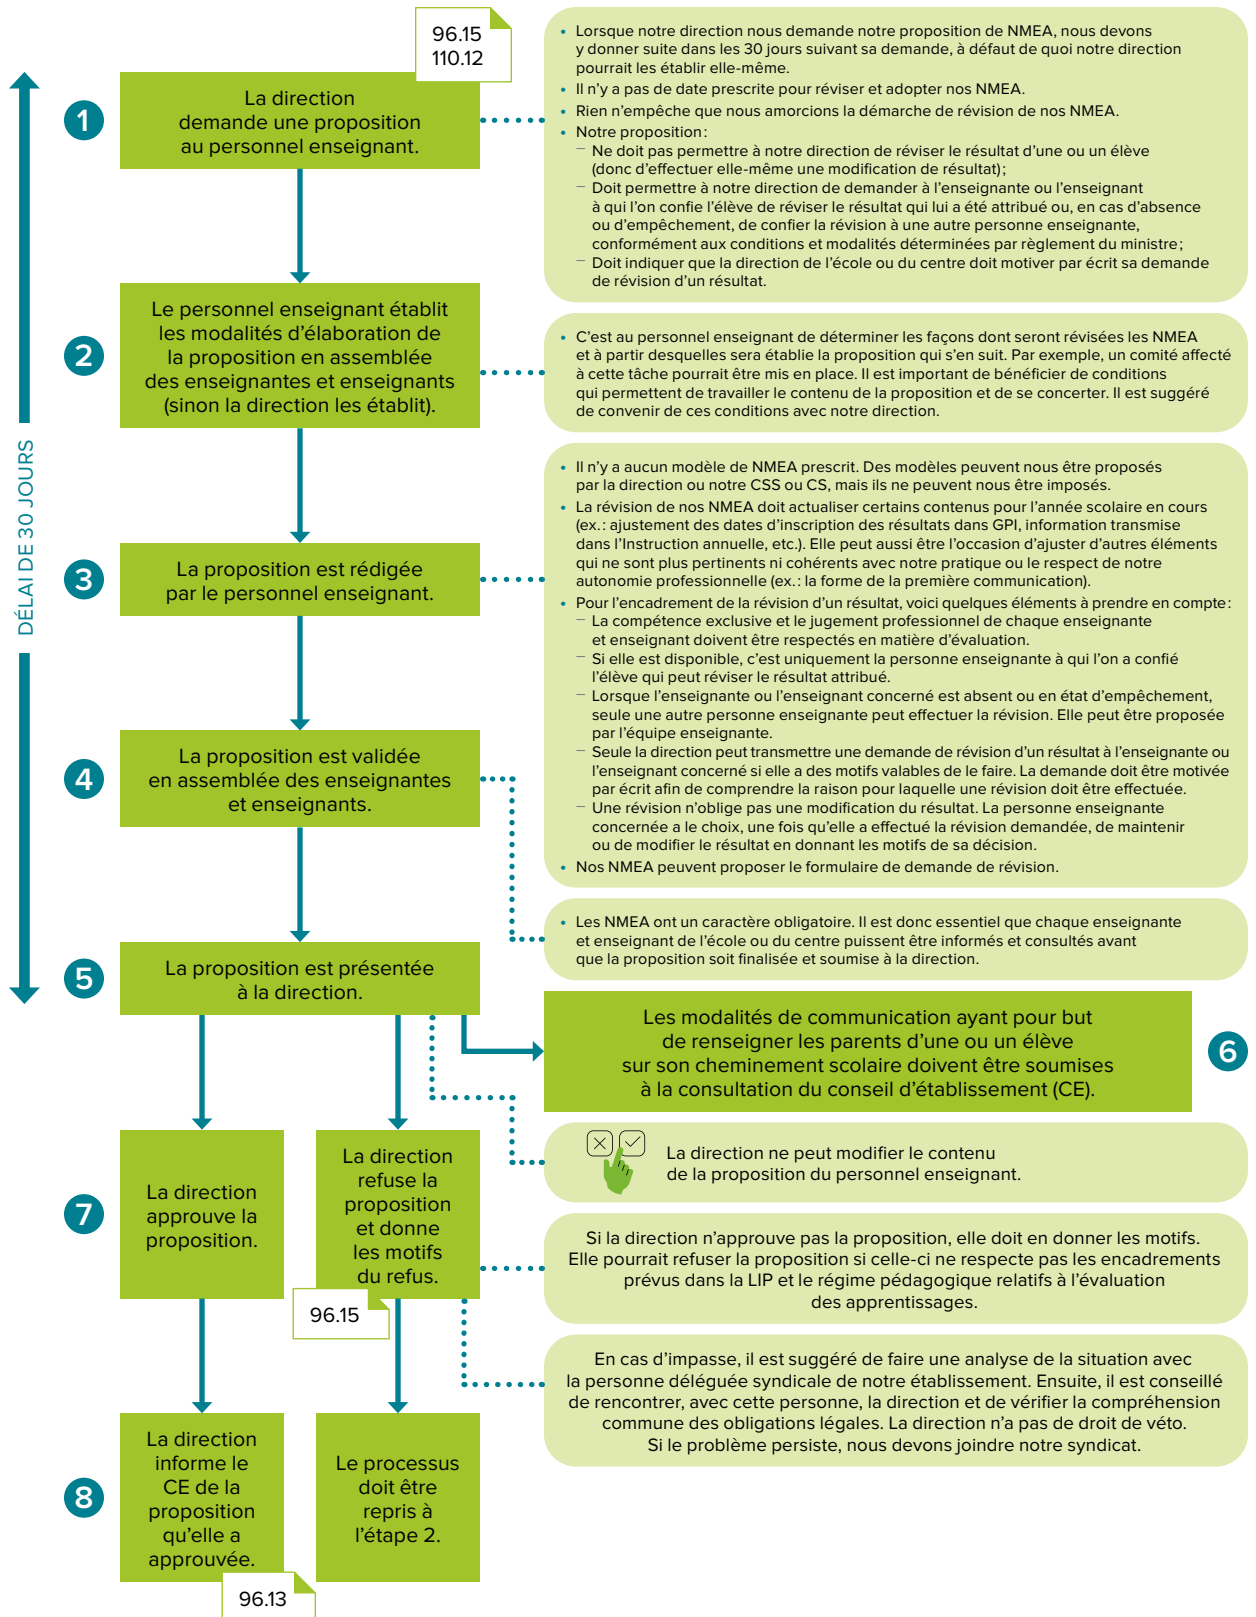 96.15
110.12
DÉLAI DE 30 JOURS
1
La direction
demande une proposition
au personnel enseignant.
• Lorsque notre direction nous demande notre proposition de NMEA, nous devons
y donner suite dans les 30 jours suivant sa demande, à défaut de quoi notre direction
pourrait les établir elle-même.
• Il n’y a pas de date prescrite pour réviser et adopter nos NMEA.
• Rien n’empêche que nous amorcions la démarche de révision de nos NMEA.
• Notre proposition :
– Ne doit pas permettre à notre direction de réviser le résultat d’une ou un élève
(donc d’effectuer elle-même une modification de résultat) ;
– Doit permettre à notre direction de demander à l’enseignante ou l’enseignant
à qui l’on confie l’élève de réviser le résultat qui lui a été attribué ou, en cas d’absence
ou d’empêchement, de confier la révision à une autre personne enseignante,
conformément aux conditions et modalités déterminées par règlement du ministre ;
– Doit indiquer que la direction de l’école ou du centre doit motiver par écrit sa demande
de révision d’un résultat.
2
Le personnel enseignant établit
les modalités d’élaboration de
la proposition en assemblée
des enseignantes et enseignants
(sinon la direction les établit).
• C’est au personnel enseignant de déterminer les façons dont seront révisées les NMEA
et à partir desquelles sera établie la proposition qui s’en suit. Par exemple, un comité affecté
à cette tâche pourrait être mis en place. Il est important de bénéficier de conditions
qui permettent de travailler le contenu de la proposition et de se concerter. Il est suggéré
de convenir de ces conditions avec notre direction.
3
La proposition est rédigée
par le personnel enseignant.
• Il n’y a aucun modèle de NMEA prescrit. Des modèles peuvent nous être proposés
par la direction ou notre CSS ou CS, mais ils ne peuvent nous être imposés.
• La révision de nos NMEA doit actualiser certains contenus pour l’année scolaire en cours
(ex. : ajustement des dates d’inscription des résultats dans GPI, information transmise
dans l’Instruction annuelle, etc.). Elle peut aussi être l’occasion d’ajuster d’autres éléments
qui ne sont plus pertinents ni cohérents avec notre pratique ou le respect de notre
autonomie professionnelle (ex. : la forme de la première communication).
• Pour l’encadrement de la révision d’un résultat, voici quelques éléments à prendre en compte :
– La compétence exclusive et le jugement professionnel de chaque enseignante
et enseignant doivent être respectés en matière d’évaluation.
– Si elle est disponible, c’est uniquement la personne enseignante à qui l’on a confié
l’élève qui peut réviser le résultat attribué.
– Lorsque l’enseignante ou l’enseignant concerné est absent ou en état d’empêchement,
seule une autre personne enseignante peut effectuer la révision. Elle peut être proposée
par l’équipe enseignante.
– Seule la direction peut transmettre une demande de révision d’un résultat à l’enseignante ou
l’enseignant concerné si elle a des motifs valables de le faire. La demande doit être motivée
par écrit afin de comprendre la raison pour laquelle une révision doit être effectuée.
– Une révision n’oblige pas une modification du résultat. La personne enseignante
concernée a le choix, une fois qu’elle a effectué la révision demandée, de maintenir
ou de modifier le résultat en donnant les motifs de sa décision.
• Nos NMEA peuvent proposer le formulaire de demande de révision.
4
La proposition est validée
en assemblée des enseignantes
et enseignants.
• Les NMEA ont un caractère obligatoire. Il est donc essentiel que chaque enseignante
et enseignant de l’école ou du centre puissent être informés et consultés avant
que la proposition soit finalisée et soumise à la direction.
5
La proposition est présentée
à la direction.
Les modalités de communication ayant pour but
de renseigner les parents d’une ou un élève
sur son cheminement scolaire doivent être soumises
à la consultation du conseil d’établissement (CE).
6
La direction ne peut modifier le contenu
de la proposition du personnel enseignant.
7
La direction
approuve la
proposition.
La direction
refuse la
proposition
et donne
les motifs
du refus.
96.15
Si la direction n’approuve pas la proposition, elle doit en donner les motifs.
Elle pourrait refuser la proposition si celle-ci ne respecte pas les encadrements
prévus dans la LIP et le régime pédagogique relatifs à l’évaluation
des apprentissages.
En cas d’impasse, il est suggéré de faire une analyse de la situation avec
la personne déléguée syndicale de notre établissement. Ensuite, il est conseillé
de rencontrer, avec cette personne, la direction et de vérifier la compréhension
commune des obligations légales. La direction n’a pas de droit de véto.
Si le problème persiste, nous devons joindre notre syndicat.
8
La direction
informe le
CE de la
proposition
qu’elle a
approuvée.
96.13
Le processus
doit être
repris à
l’étape 2.